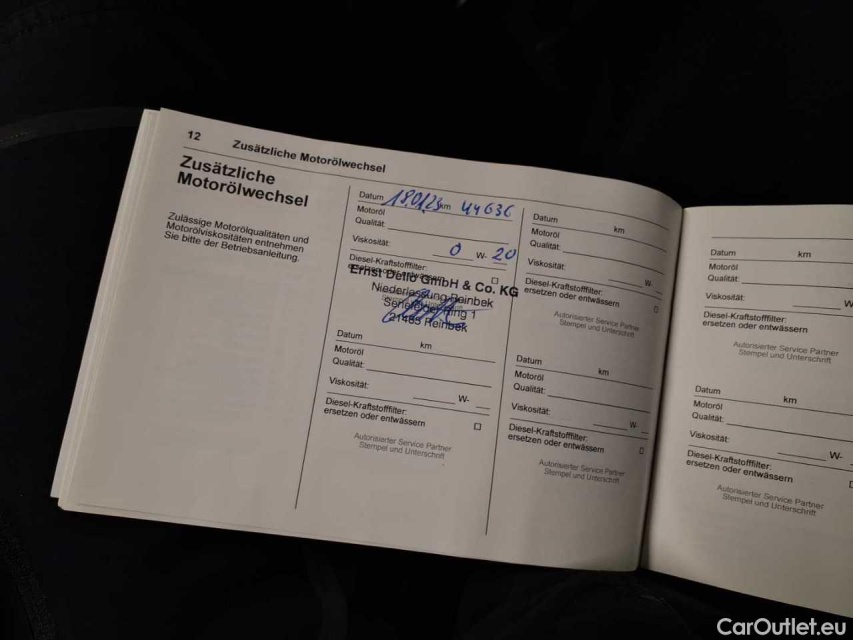 12
Zusätzliche Motorölwechsel
Zusätzliche
Motorölwechsel
Zulässige Motorölqualitäten und
Motorölviskositäten entnehmen
Sie bitte der Betriebsanleitung.
Datum km 44636
Motoröl
Qualität:
Viskosität: 0 W- 20
Diesel-Kraftstofffilter:
Ernst Dello GmbH & Co. KG
Niederlassung Reinbek
21465 Reinbek
Datum km
Motoröl
Qualität:
Viskosität: W-
Diesel-Kraftstofffilter:
ersetzen oder entwässern
Autorisierter Service Partner
Stempel und Unterschrift
Datum km
Motoröl
Qualität:
Viskosität: W-
Diesel-Kraftstofffilter:
ersetzen oder entwässern
Autorisierter Service Partner
Stempel und Unterschrift
Datum km
Motoröl
Qualität:
Viskosität: W-
Diesel-Kraftstofffilter:
ersetzen oder entwässern
Autorisierter Service Partner
Stempel und Unterschrift
Datum km
Motoröl
Qualität:
Viskosität: W-
Diesel-Kraftstofffilter:
ersetzen oder entwässern
Autorisierter Service Partner
Stempel und Unterschrift
Datum km
Motoröl
Qualität:
Viskosität: W-
Diesel-Kraftstofffilter:
ersetzen oder entwässern
Autorisierter Service Partner
Stempel und Unterschrift
CarOutlet.eu